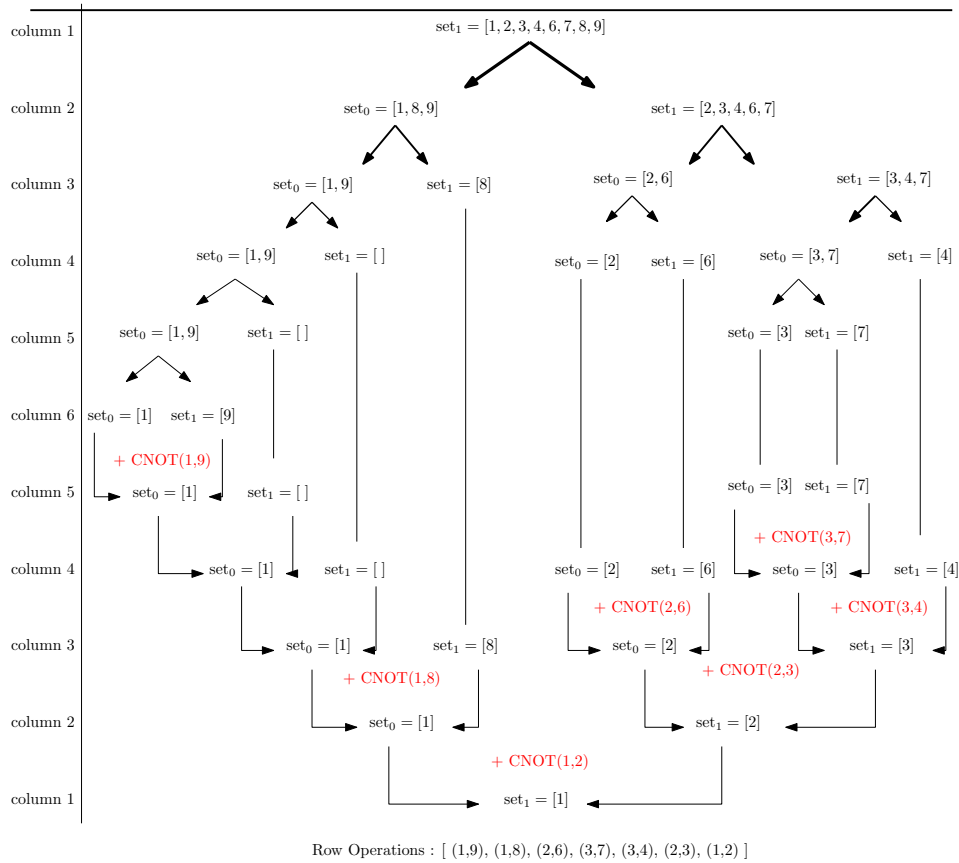 column 1 set₁ = [1, 2, 3, 4, 6, 7, 8, 9]
column 2 set₀ = [1, 8, 9] set₁ = [2, 3, 4, 6, 7]
column 3 set₀ = [1, 9] set₁ = [8] set₀ = [2, 6] set₁ = [3, 4, 7]
column 4 set₀ = [1, 9] set₁ = [ ] set₀ = [2] set₁ = [6] set₀ = [3, 7] set₁ = [4]
column 5 set₀ = [1, 9] set₁ = [ ] set₀ = [3] set₁ = [7]
column 6 set₀ = [1] set₁ = [9]
+ CNOT(1,9)
column 5 set₀ = [1] set₁ = [ ] set₀ = [3] set₁ = [7]
+ CNOT(3,7)
column 4 set₀ = [1] set₁ = [ ] set₀ = [2] set₁ = [6] set₀ = [3] set₁ = [4]
+ CNOT(2,6) + CNOT(3,4)
column 3 set₀ = [1] set₁ = [8] set₀ = [2] set₁ = [3]
+ CNOT(1,8) + CNOT(2,3)
column 2 set₀ = [1] set₁ = [2]
+ CNOT(1,2)
column 1 set₁ = [1]
Row Operations : [ (1,9), (1,8), (2,6), (3,7), (3,4), (2,3), (1,2) ]